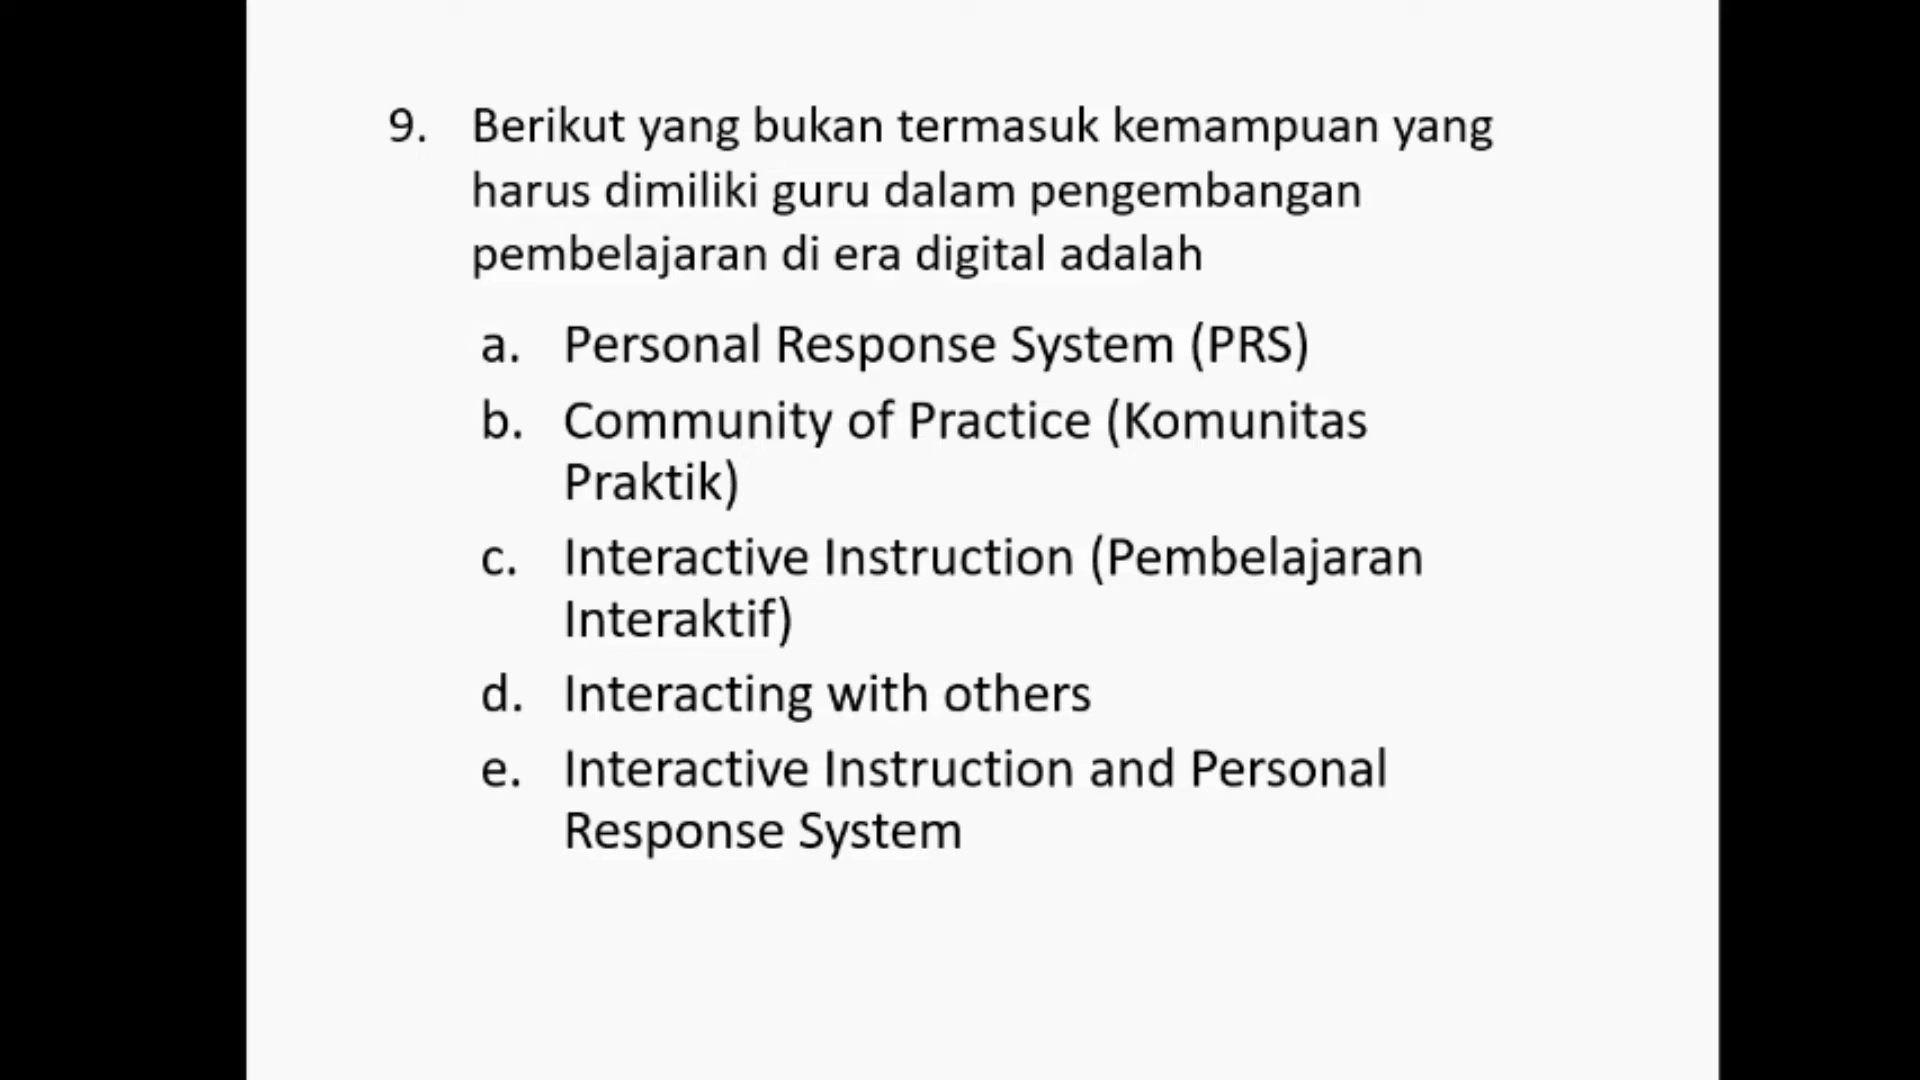 9. Berikut yang bukan termasuk kemampuan yang
harus dimiliki guru dalam pengembangan
pembelajaran di era digital adalah
a. Personal Response System (PRS)
b. Community of Practice (Komunitas
Praktik)
c. Interactive Instruction (Pembelajaran
Interaktif)
d. Interacting with others
e. Interactive Instruction and Personal
Response System